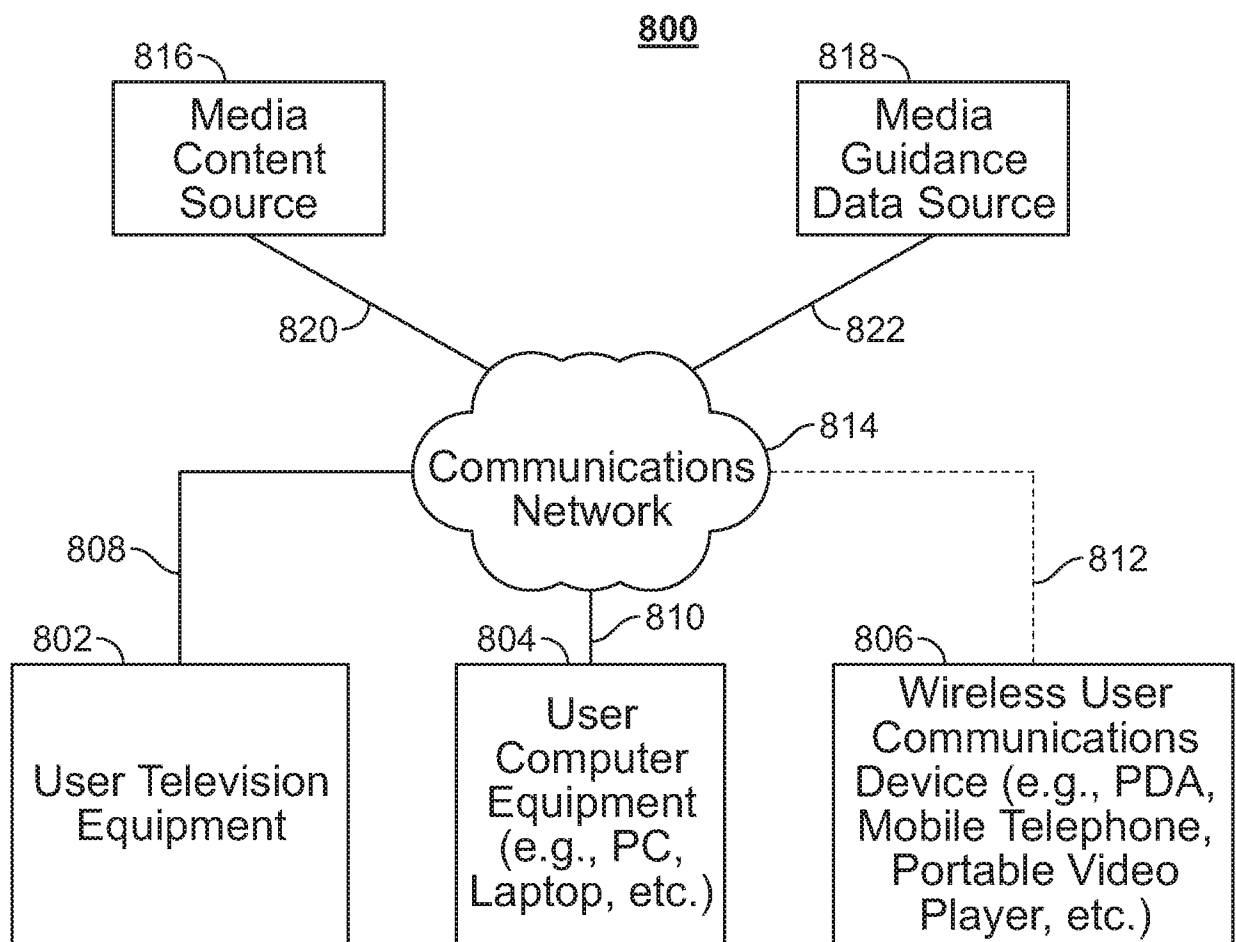 800
816
818
Media
Content
Source
Media
Guidance
Data Source
820
822
814
Communications
Network
808
812
810
802
804
806
User Television
Equipment
User
Computer
Equipment
(e.g., PC,
Laptop, etc.)
Wireless User
Communications
Device (e.g., PDA,
Mobile Telephone,
Portable Video
Player, etc.)